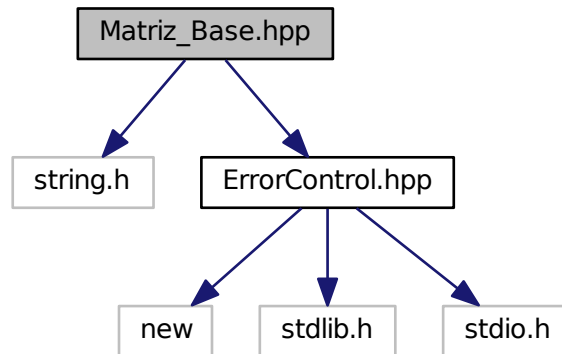 Matriz_Base.hpp
string.h
ErrorControl.hpp
new
stdlib.h
stdio.h